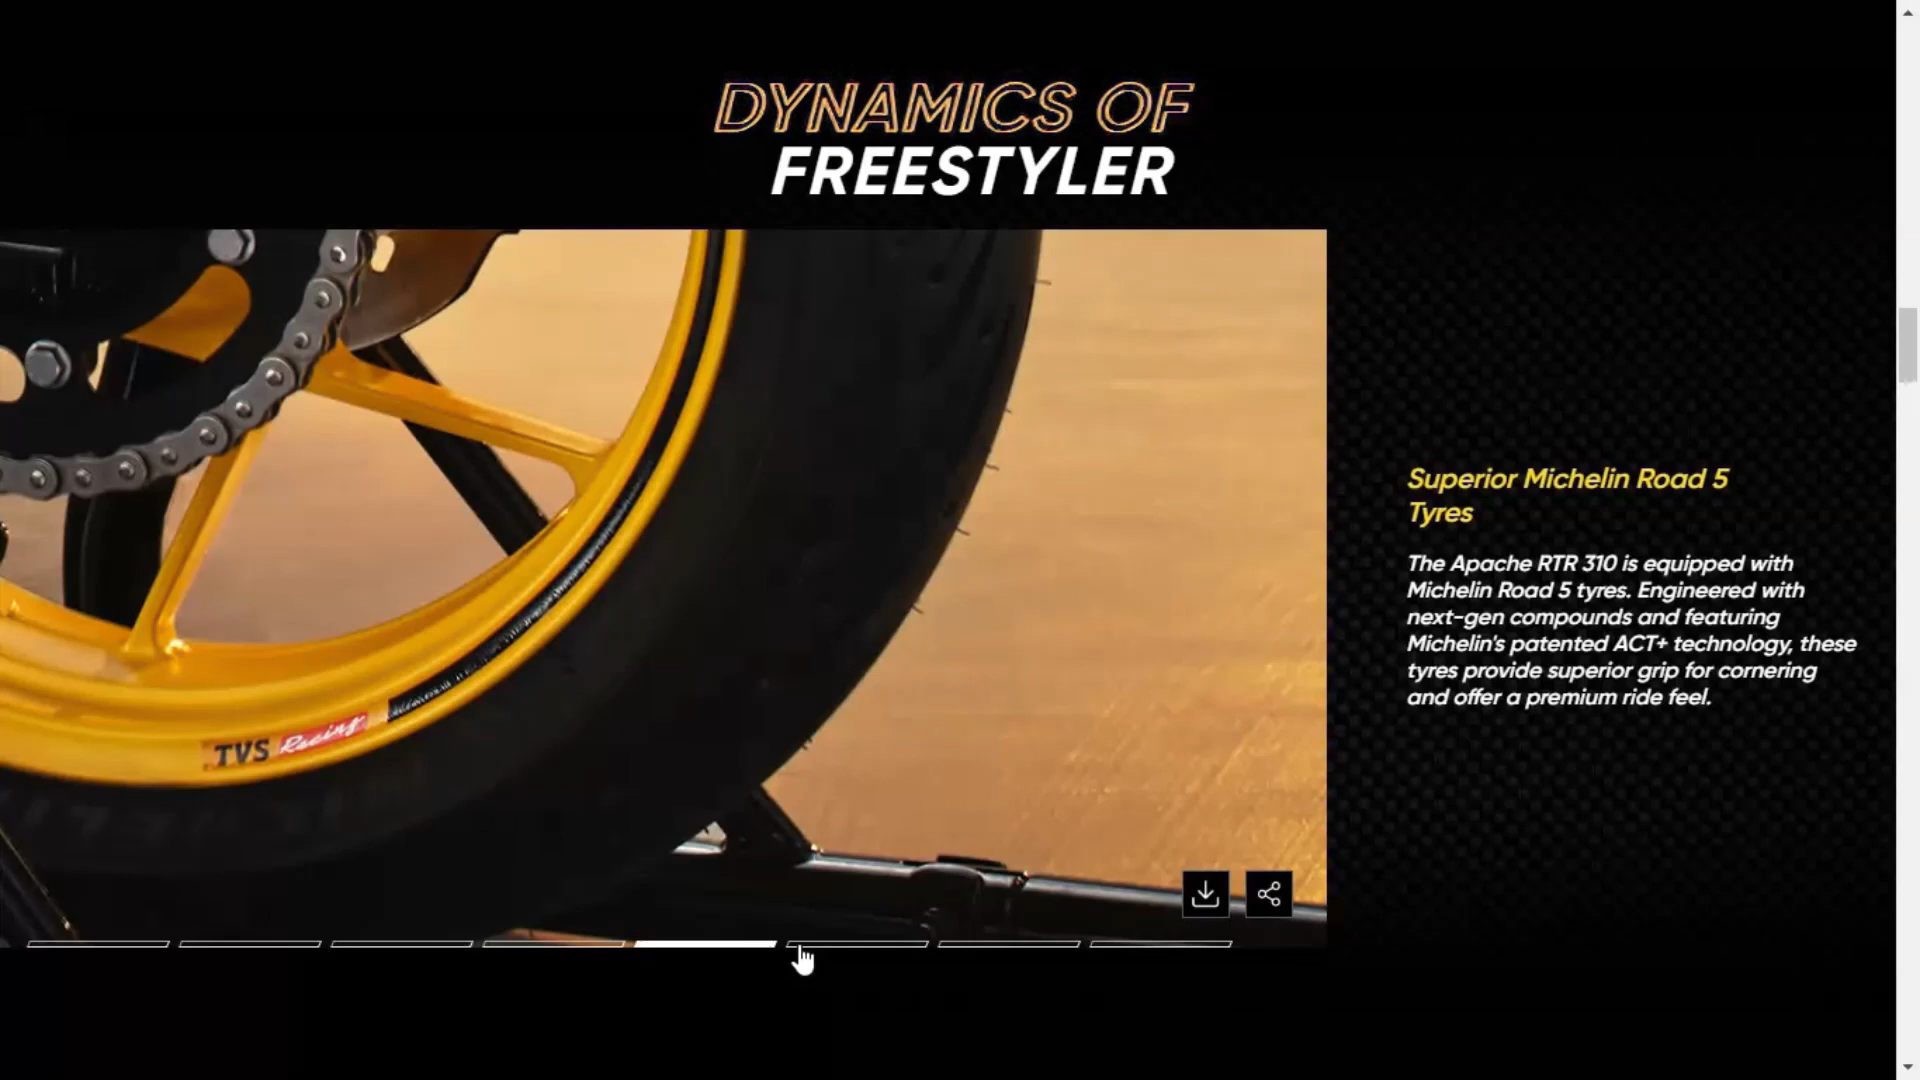 DYNAMICS OF
FREESTYLER
Superior Michelin Road 5
Tyres
The Apache RTR 310 is equipped with
Michelin Road 5 tyres. Engineered with
next-gen compounds and featuring
Michelin's patented ACT+ technology, these
tyres provide superior grip for cornering
and offer a premium ride feel.
TVS Racing